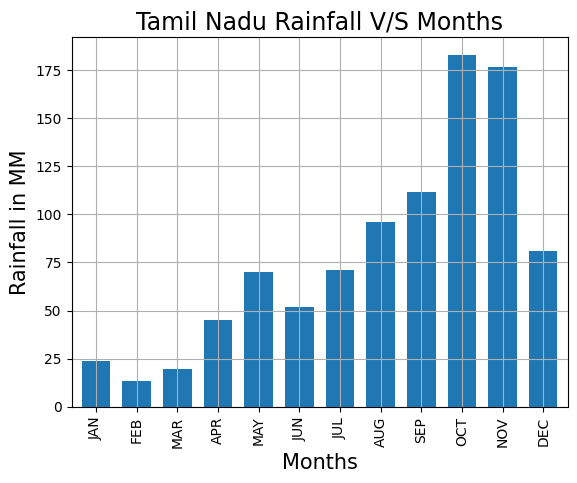 Tamil Nadu Rainfall V/S Months
Rainfall in MM
175
150
125
100
75
50
25
0
JAN
FEB
MAR
APR
MAY
JUN
JUL
AUG
SEP
OCT
NOV
DEC
Months